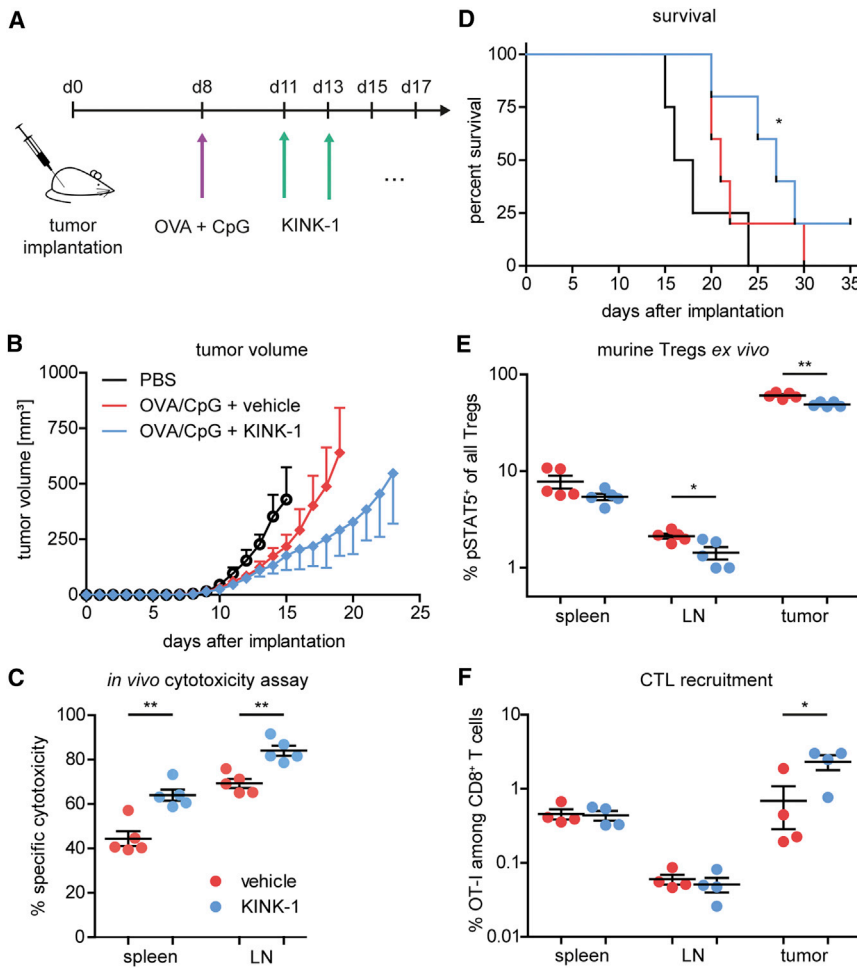 A
d0
d8
d11
d13
d15
d17
...
tumor
implantation
OVA + CpG
KINK-1
B
tumor volume
PBS
OVA/CpG + vehicle
OVA/CpG + KINK-1
tumor volume [mm³]
1000
750
500
250
0
0
5
10
15
20
25
days after implantation
C
in vivo cytotoxicity assay
**
**
% specific cytotoxicity
100
80
60
40
20
0
vehicle
KINK-1
spleen
LN
D
survival
*
percent survival
100
75
50
25
0
0
5
10
15
20
25
30
35
days after implantation
E
murine Tregs ex vivo
**
*
% pSTAT5⁺ of all Tregs
100
10
1
spleen
LN
tumor
F
CTL recruitment
*
% OT-I among CD8⁺ T cells
10
1
0.1
0.01
spleen
LN
tumor